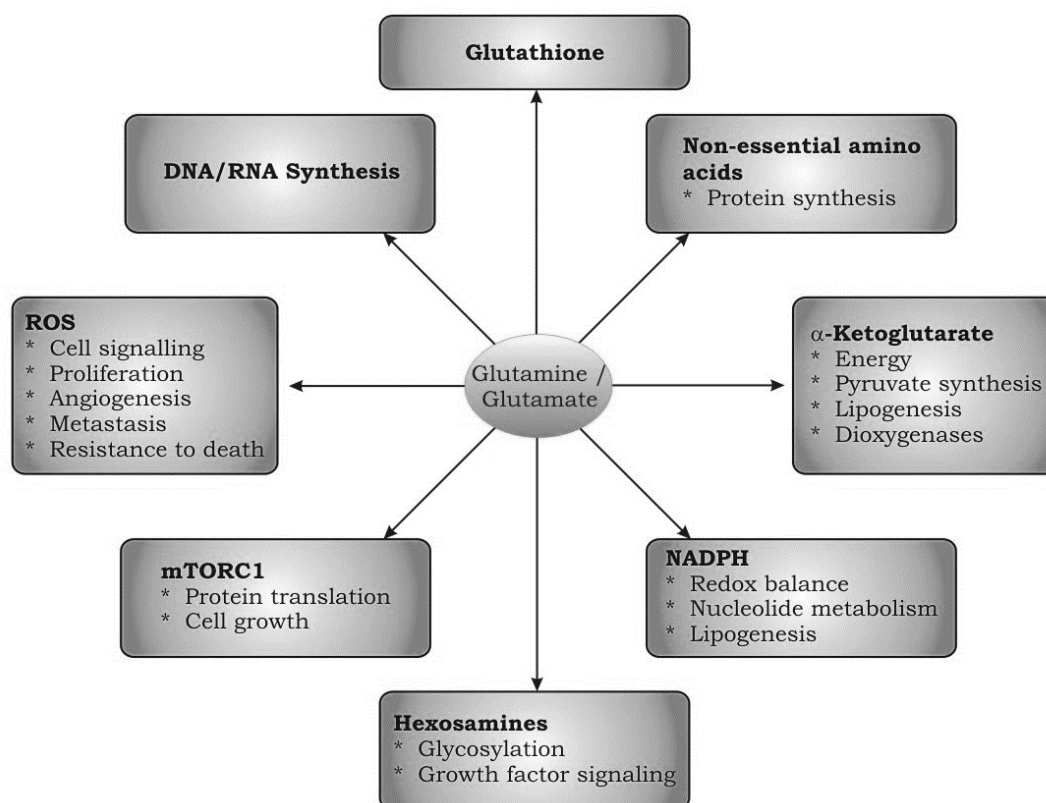 Glutathione
DNA/RNA Synthesis
Non-essential amino
acids
* Protein synthesis
ROS
* Cell signalling
* Proliferation
* Angiogenesis
* Metastasis
* Resistance to death
Glutamine /
Glutamate
α-Ketoglutarate
* Energy
* Pyruvate synthesis
* Lipogenesis
* Dioxygenases
mTORC1
* Protein translation
* Cell growth
NADPH
* Redox balance
* Nucleolide metabolism
* Lipogenesis
Hexosamines
* Glycosylation
* Growth factor signaling